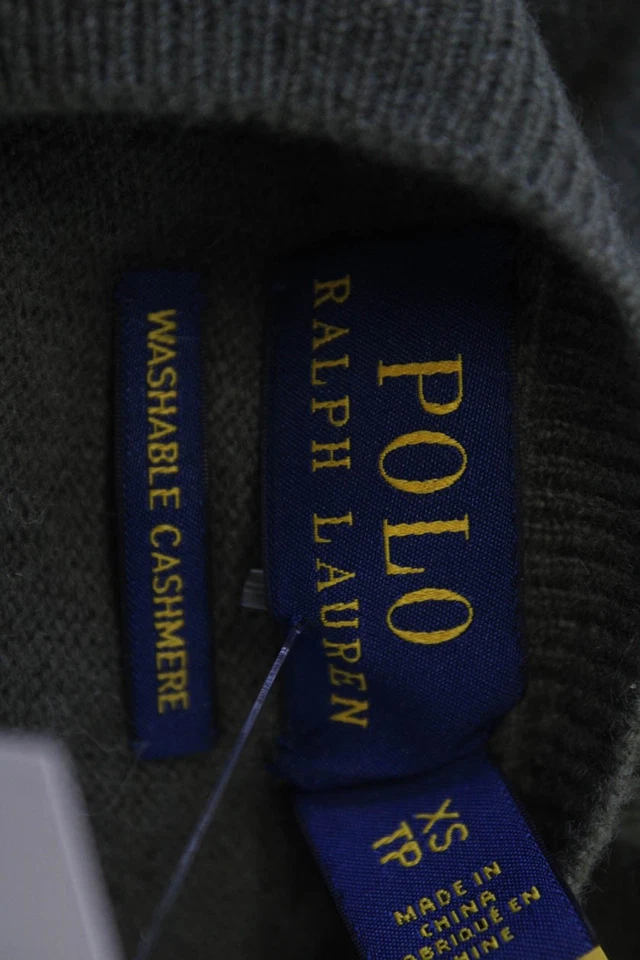 POLO
RALPH LAUREN
WASHABLE CASHMERE
XS
TP
MADE IN
CHINA
FABRIQUÉ EN
CHINE